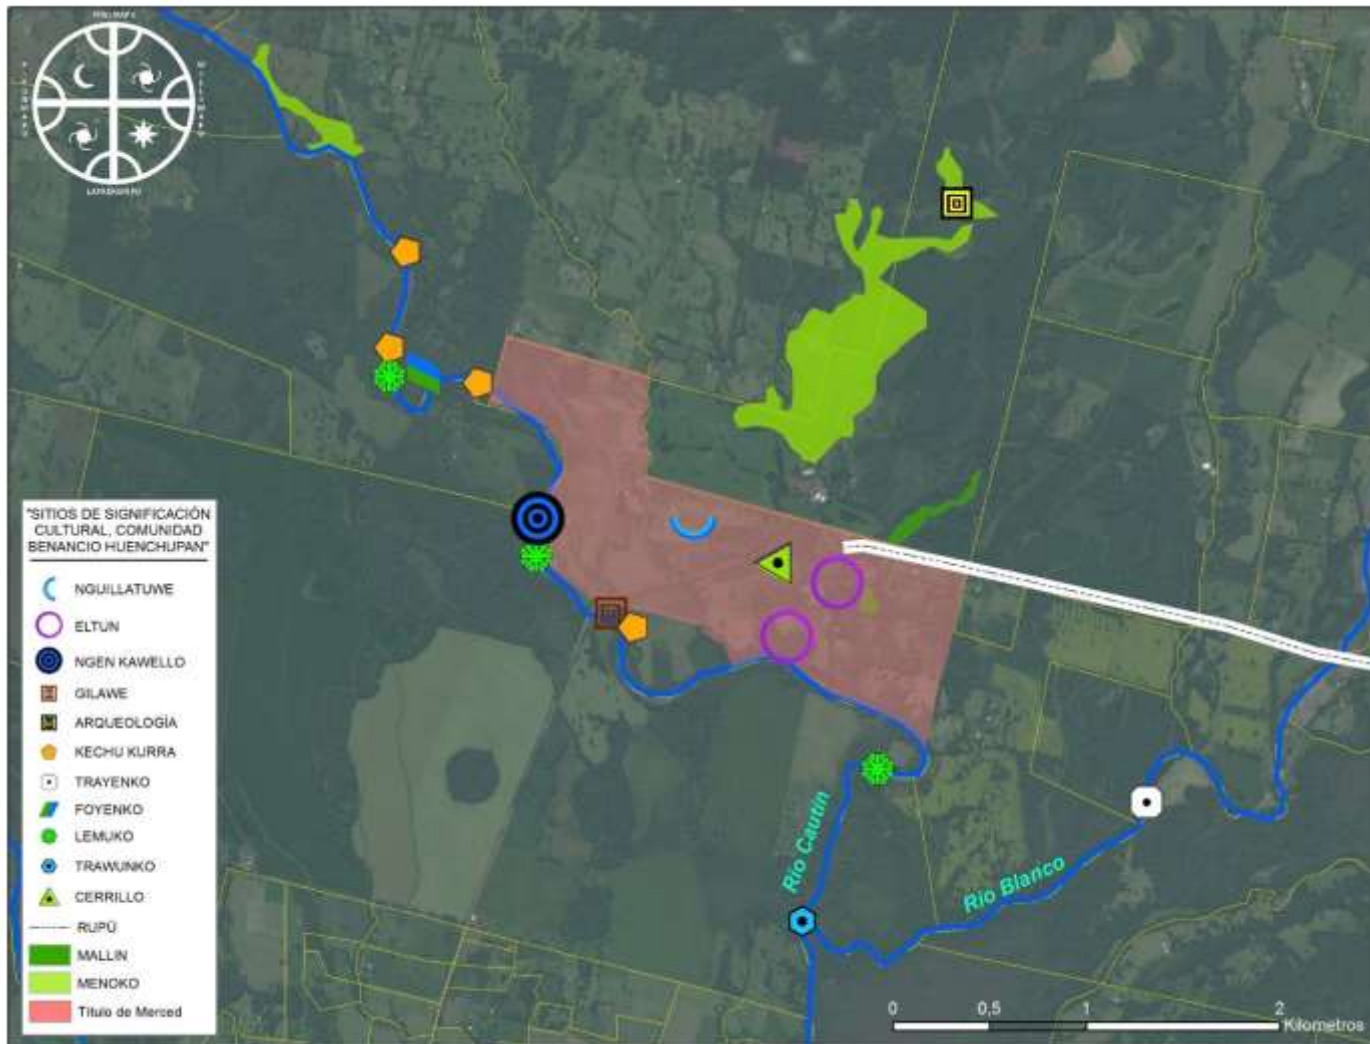 "SITIOS DE SIGNIFICACIÓN
CULTURAL, COMUNIDAD
BENANCIO HUENCHUPAN"
NGUILLATUWE
ELTUN
NGEN KAWELLO
GILAWE
ARQUEOLOGÍA
KECHU KURRA
TRAYENKO
FOYENKO
LEMUKO
TRAWUNKO
CERRILLO
RUPÜ
MALLIN
MENOKO
Título de Merced
Río Cautín
Río Blanco
0 0,5 1 2
Kilometros